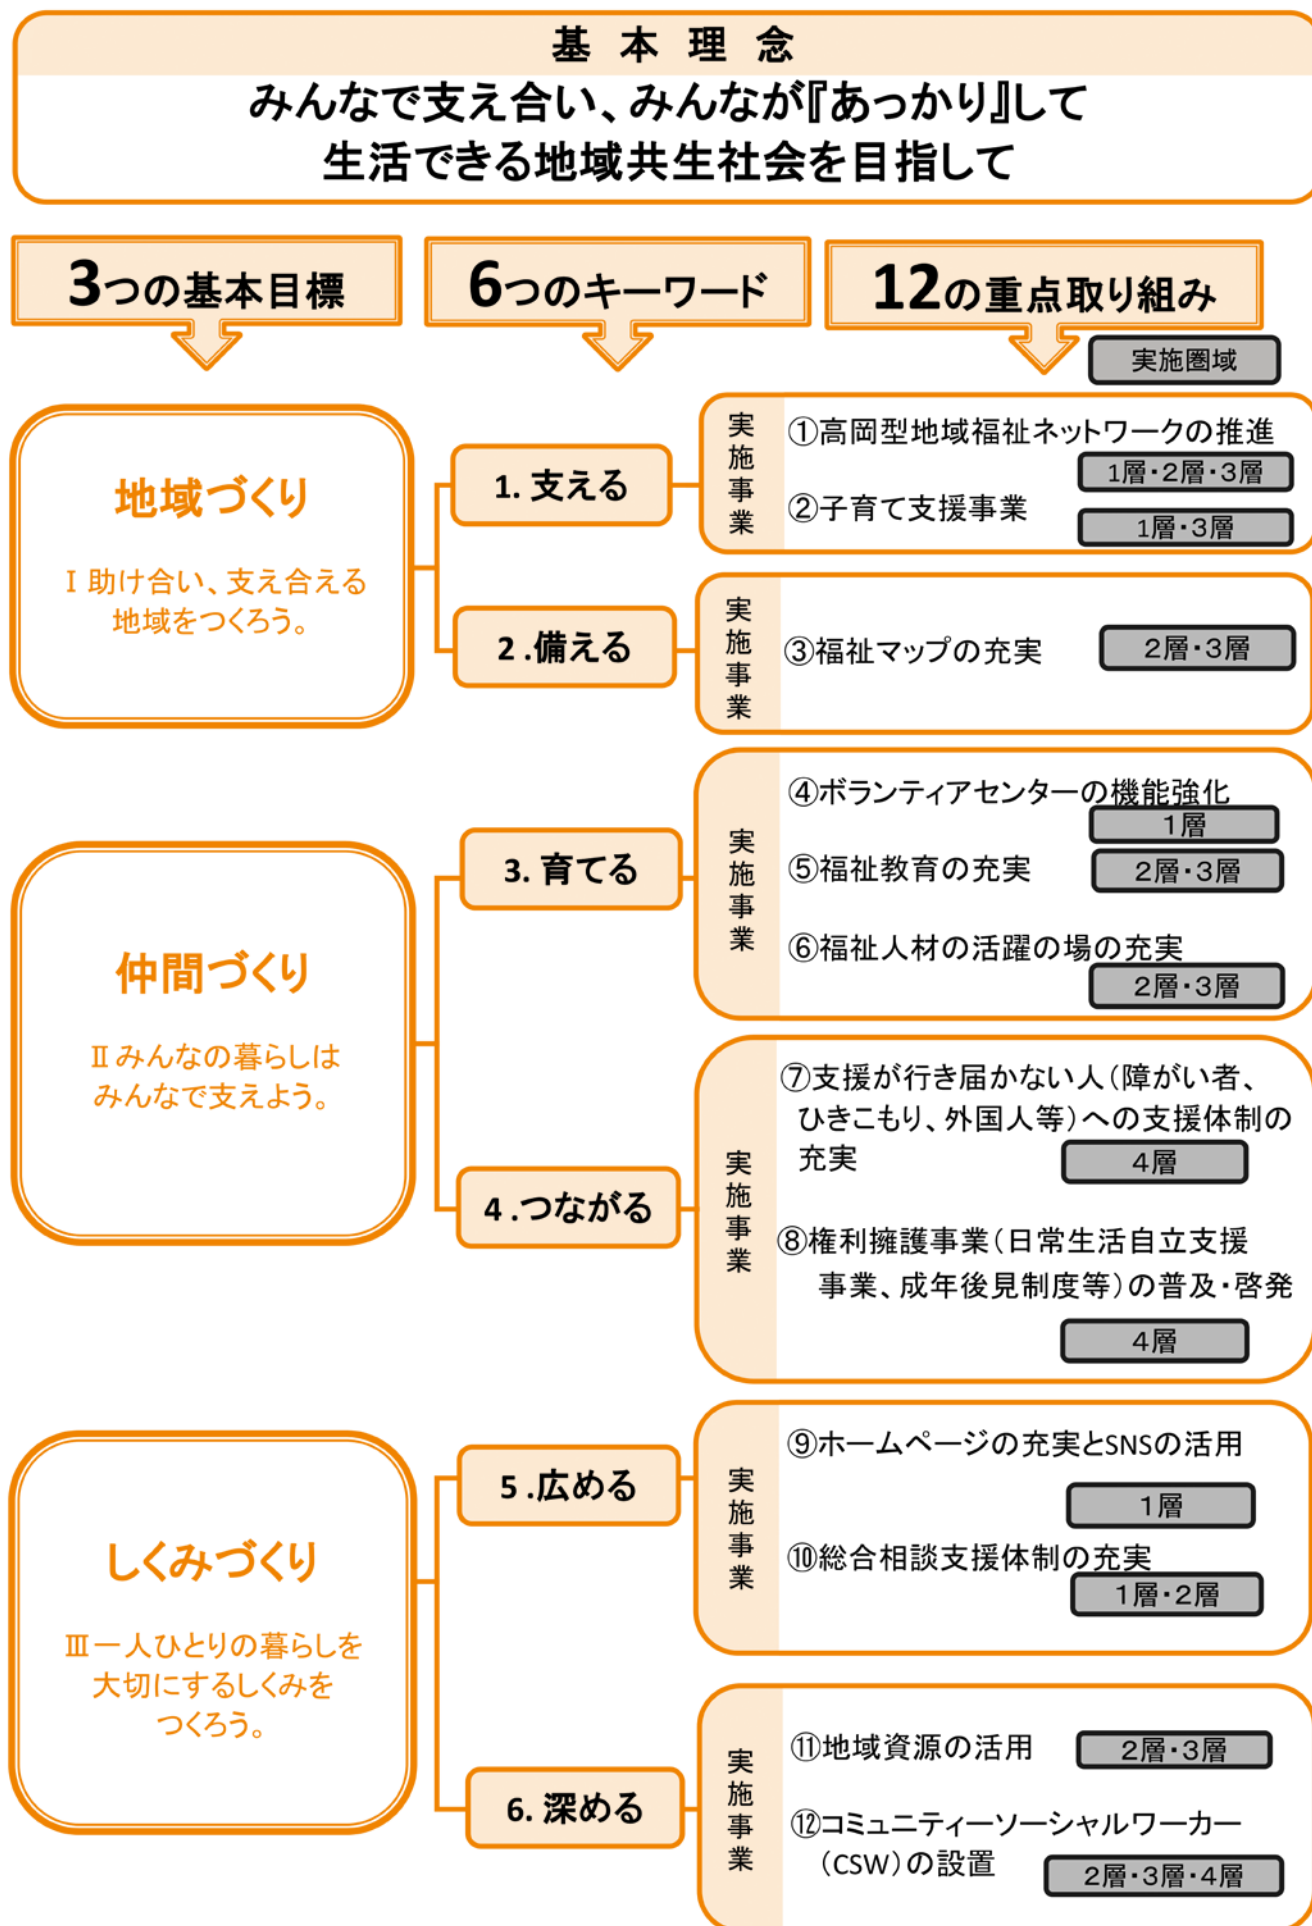 基本理念
みんなで支え合い、みんなが『あっかり』して
生活できる地域共生社会を目指して
3つの基本目標
6つのキーワード
12の重点取り組み
実施圏域
地域づくり
Ⅰ 助け合い、支え合える
地域をつくろう。
1. 支える
実施事業
①高岡型地域福祉ネットワークの推進
1層・2層・3層
②子育て支援事業
1層・3層
2.備える
実施事業
③福祉マップの充実
2層・3層
仲間づくり
Ⅱ みんなの暮らしは
みんなで支えよう。
3. 育てる
実施事業
④ボランティアセンターの機能強化
1層
⑤福祉教育の充実
2層・3層
⑥福祉人材の活躍の場の充実
2層・3層
4.つながる
実施事業
⑦支援が行き届かない人（障がい者、
ひきこもり、外国人等）への支援体制の
充実
4層
⑧権利擁護事業（日常生活自立支援
事業、成年後見制度等）の普及・啓発
4層
しくみづくり
Ⅲ 一人ひとりの暮らしを
大切にするしくみを
つくろう。
5.広める
実施事業
⑨ホームページの充実とSNSの活用
1層
⑩総合相談支援体制の充実
1層・2層
6. 深める
実施事業
⑪地域資源の活用
2層・3層
⑫コミュニティーソーシャルワーカー
（CSW）の設置
2層・3層・4層